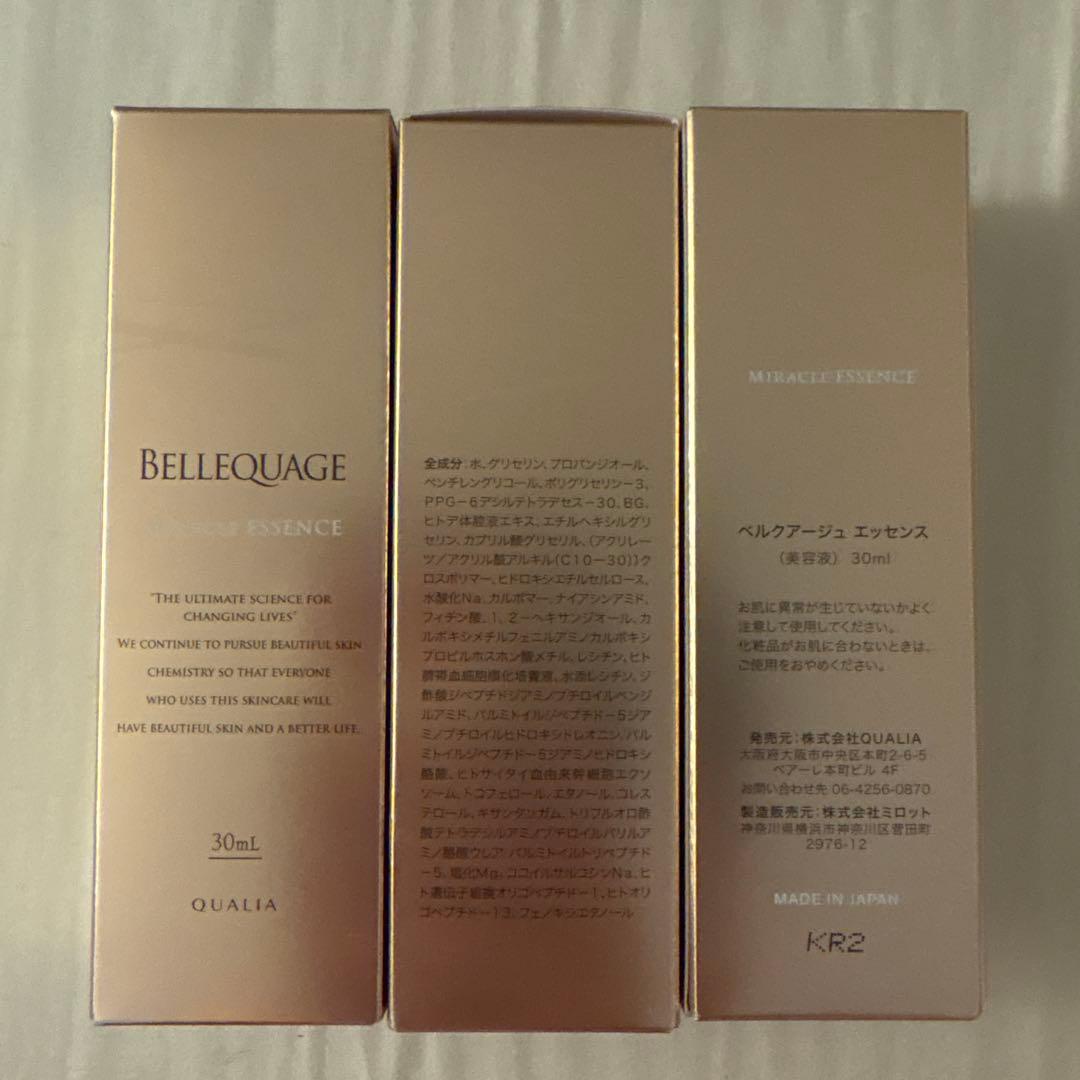 BELLEQUAGE
MIRACLE ESSENCE
"THE ULTIMATE SCIENCE FOR
CHANGING LIVES"
WE CONTINUE TO PURSUE BEAUTIFUL SKIN
CHEMISTRY SO THAT EVERYONE
WHO USES THIS SKINCARE WILL
HAVE BEAUTIFUL SKIN AND A BETTER LIFE.
30mL
QUALIA
全成分:水、グリセリン、プロパンジオール、
ペンチレングリコール、ポリグリセリン-3、
PPG-6デシルテトラデセス-30、BG、
ヒトデ体腔液エキス、エチルヘキシルグリ
セリン、カプリル酸グリセリル、(アクリレー
ツ/アクリル酸アルキル(C10-30))ク
ロスポリマー、ヒドロキシエチルセルロース、
水酸化Na、カルボマー、ナイアシンアミド、
フィチン酸、1、2-ヘキサンジオール、カ
ルボキシメチルフェニルアミノカルボキシ
プロピルホスホン酸メチル、レシチン、ヒト
臍帯血細胞順化培養液、水添レシチン、ジ
酢酸ジペプチドジアミノブチロイルベンジ
ルアミド、パルミトイルジペプチド-5ジア
ミノブチロイルヒドロキシトレオニン、パル
ミトイルジペプチド-5ジアミノヒドロキシ
酪酸、ヒトサイタイ血由来幹細胞エクソ
ソーム、トコフェロール、エタノール、コレス
テロール、キサンタンガム、トリフルオロ酢
酸テトラデシルアミノブチロイルバリルア
ミノ酪酸ウレア、パルミトイルトリペプチド
-5、塩化Mg、ココイルサルコシンNa、ヒ
ト遺伝子組換オリゴペプチド-1、ヒトオリ
ゴペプチド-13、フェノキシエタノール
MIRACLE ESSENCE
ベルクアージュ エッセンス
(美容液) 30ml
お肌に異常が生じていないかよく
注意して使用してください。
化粧品がお肌に合わないときは、
ご使用をおやめください。
発売元:株式会社QUALIA
大阪府大阪市中央区本町2-6-5
ベアーレ本町ビル 4F
お問い合わせ先 06-4256-0870
製造販売元:株式会社ミロット
神奈川県横浜市神奈川区菅田町
2976-12
MADE IN JAPAN
KR2